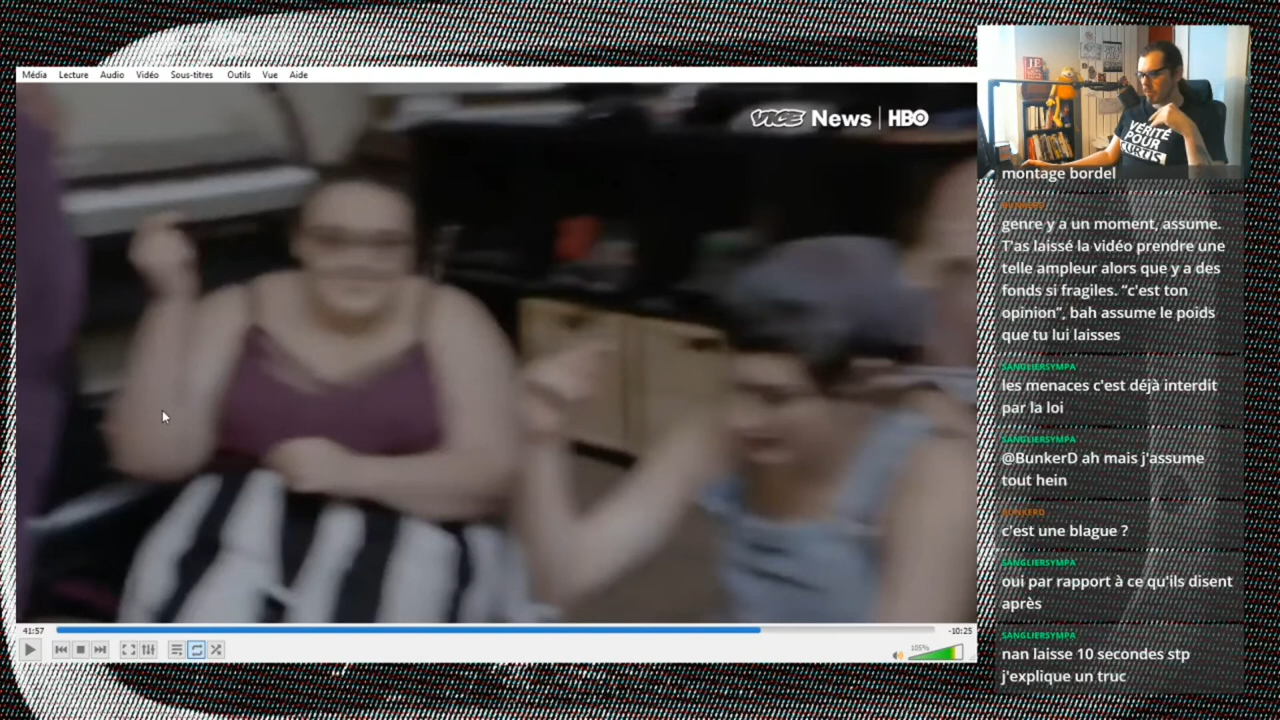 Média Lecture Audio Vidéo Sous-titres Outils Vue Aide
VICE News | HBO
41:57
-10:25
105%
JE
VÉRITÉ
POUR
CURTIS
montage bordel
BUNKERD
genre y a un moment, assume.
T'as laissé la vidéo prendre une
telle ampleur alors que y a des
fonds si fragiles. "c'est ton
opinion", bah assume le poids
que tu lui laisses
SANGLIERSYMPA
les menaces c'est déjà interdit
par la loi
SANGLIERSYMPA
@BunkerD ah mais j'assume
tout hein
BUNKERD
c'est une blague ?
SANGLIERSYMPA
oui par rapport à ce qu'ils disent
après
SANGLIERSYMPA
nan laisse 10 secondes stp
j'explique un truc